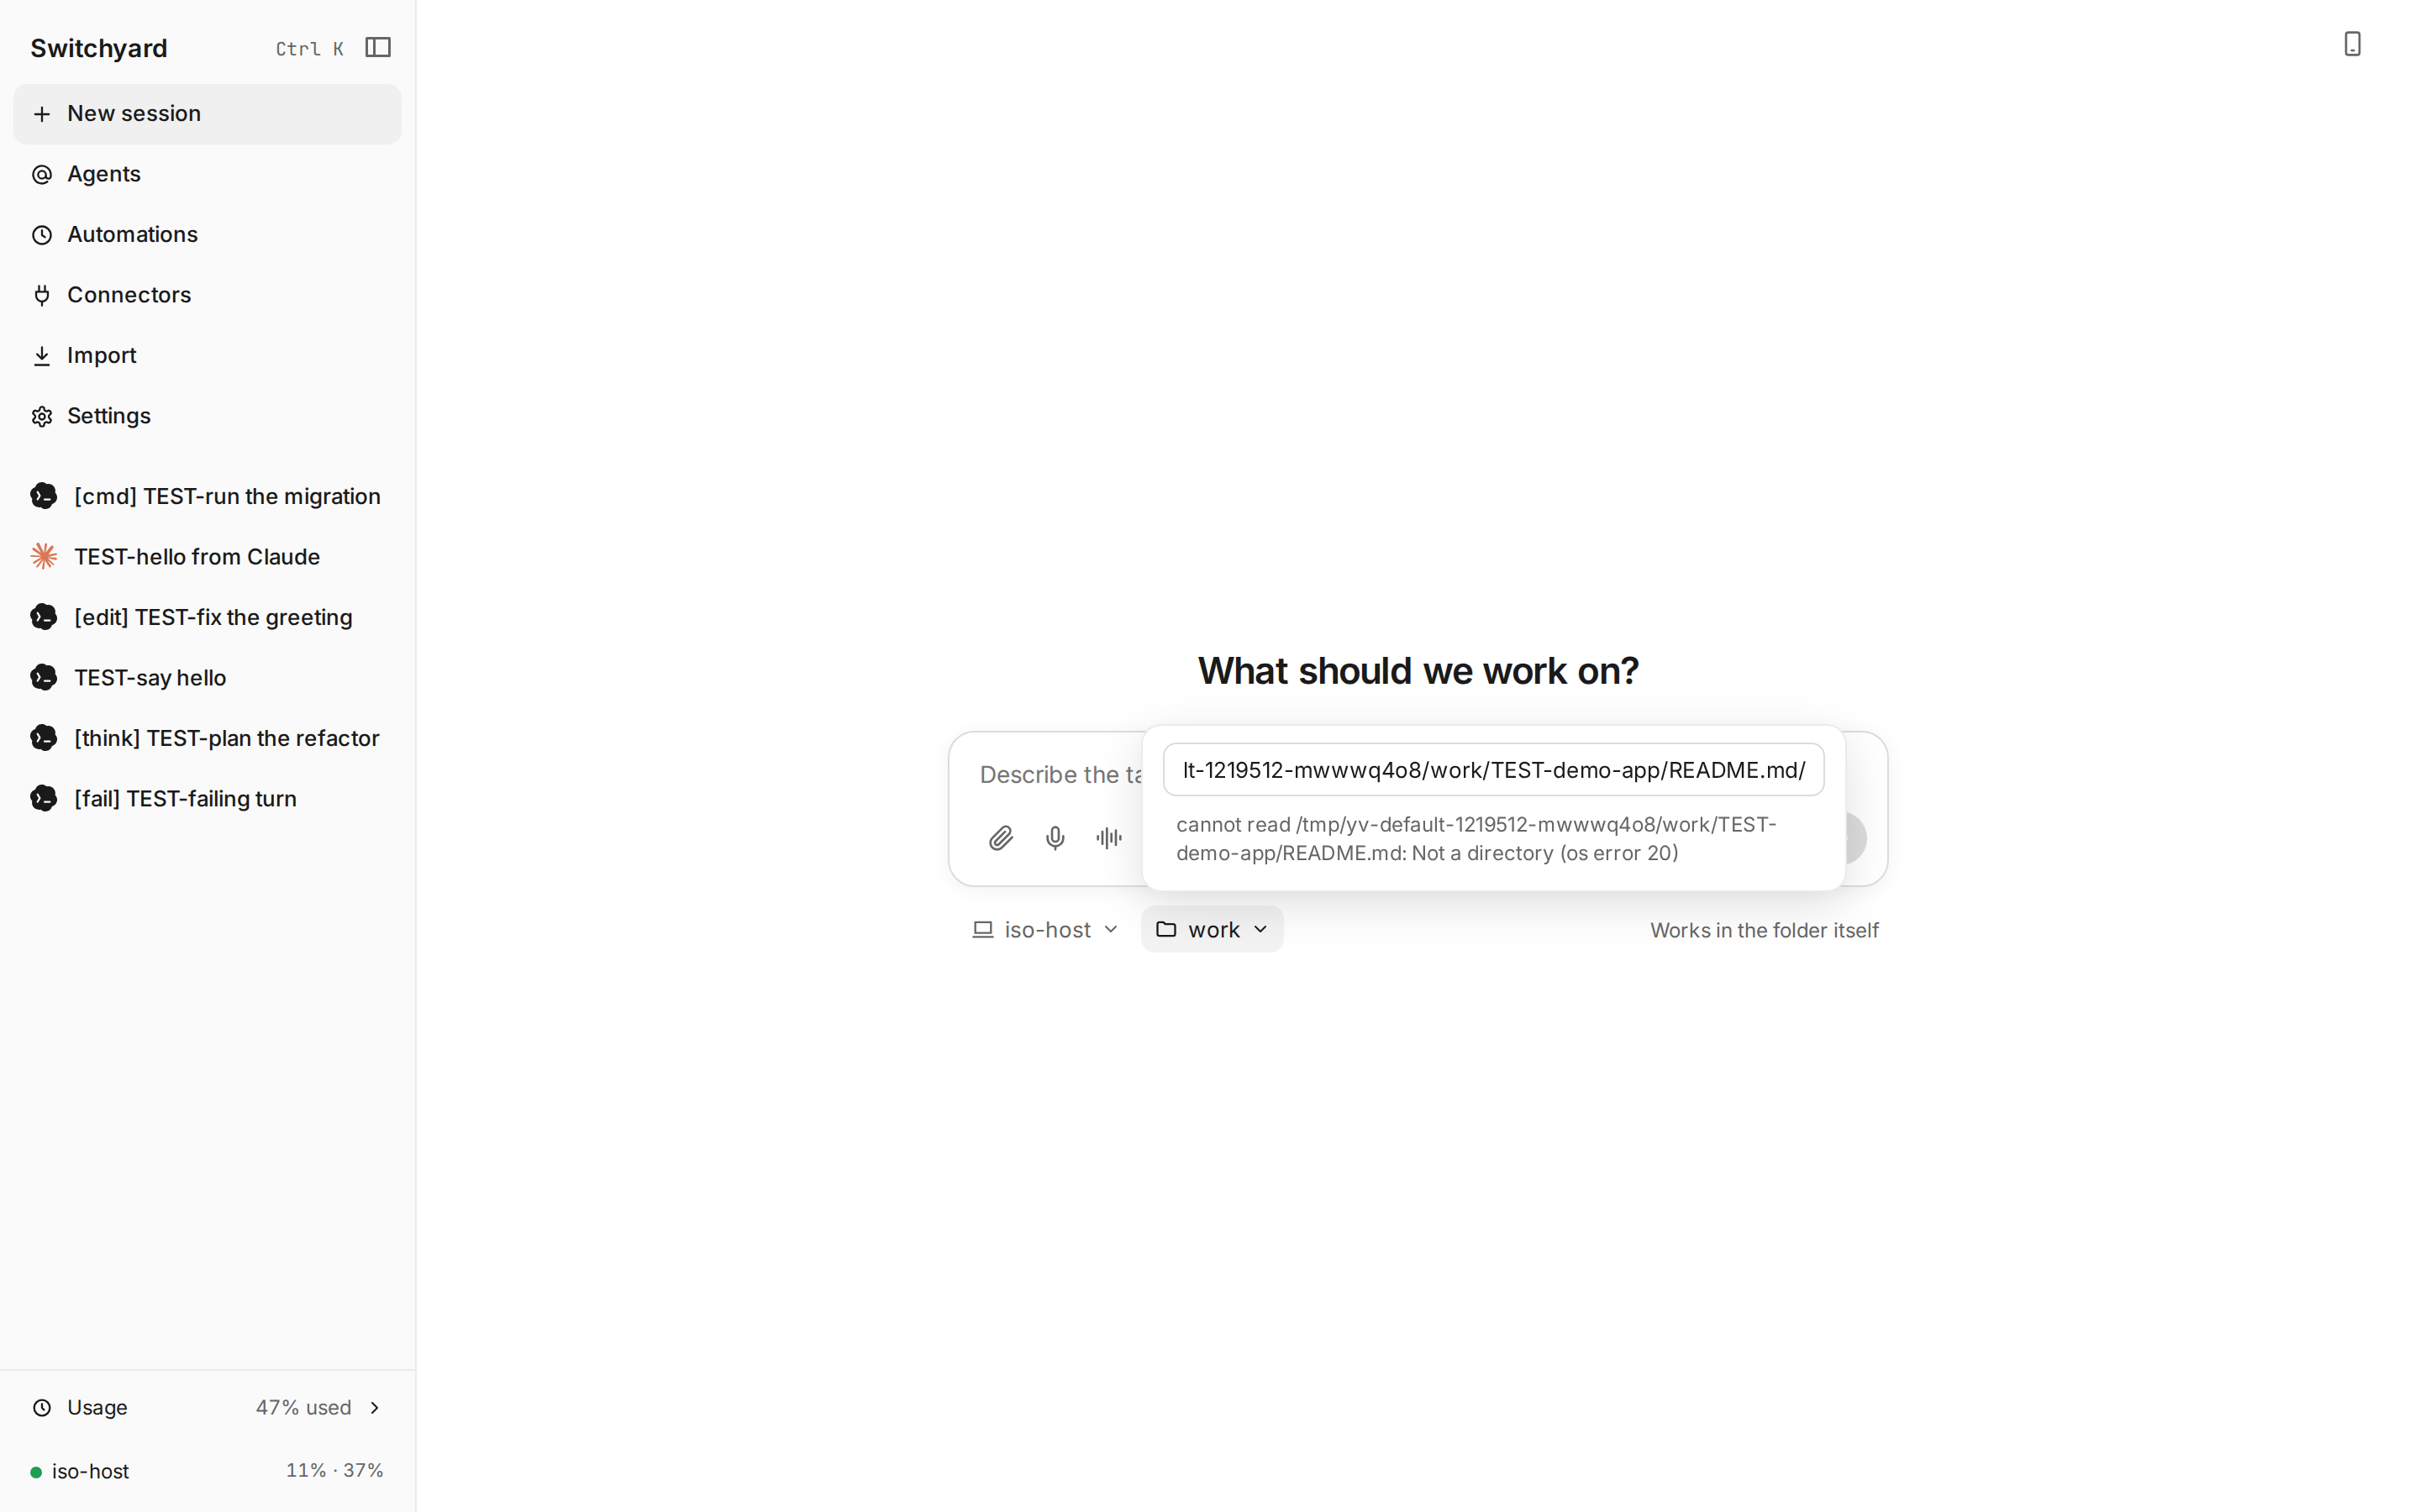 Switchyard
Ctrl K
New session
Agents
Automations
Connectors
Import
Settings
[cmd] TEST-run the migration
TEST-hello from Claude
[edit] TEST-fix the greeting
TEST-say hello
[think] TEST-plan the refactor
[fail] TEST-failing turn
Usage
47% used
iso-host
11% · 37%
What should we work on?
Describe the ta
lt-1219512-mwwwq4o8/work/TEST-demo-app/README.md/
cannot read /tmp/yv-default-1219512-mwwwq4o8/work/TEST-
demo-app/README.md: Not a directory (os error 20)
iso-host
work
Works in the folder itself